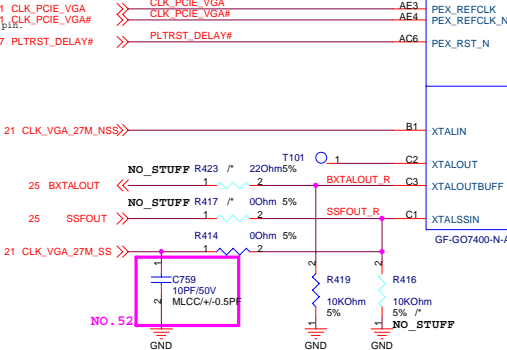 1 CLK_PCIE_VGA CLK_PCIE_VGA AE3 PEX_REFCLK
1 CLK_PCIE_VGA# CLK_PCIE_VGA# AE4 PEX_REFCLK_N
pin.
7 PLTRST_DELAY# PLTRST_DELAY# AC6 PEX_RST_N
21 CLK_VGA_27M_NSS B1 XTALIN
T101 1 C2 XTALOUT
NO_STUFF R423 /* 22Ohm5%
25 BXTALOUT 1 2 BXTALOUT_R C3 XTALOUTBUFF
NO_STUFF R417 /* 0Ohm 5%
25 SSFOUT 1 2 SSFOUT_R C1 XTALSSIN
R414 0Ohm 5% GF-GO7400-N-A
21 CLK_VGA_27M_SS 1 2
1 C759 2 R419 2 R416
10PF/50V 10KOhm 10KOhm
2 MLCC/+/-0.5PF 1 5% 1 5% /*
NO.52 NO_STUFF
GND GND GND